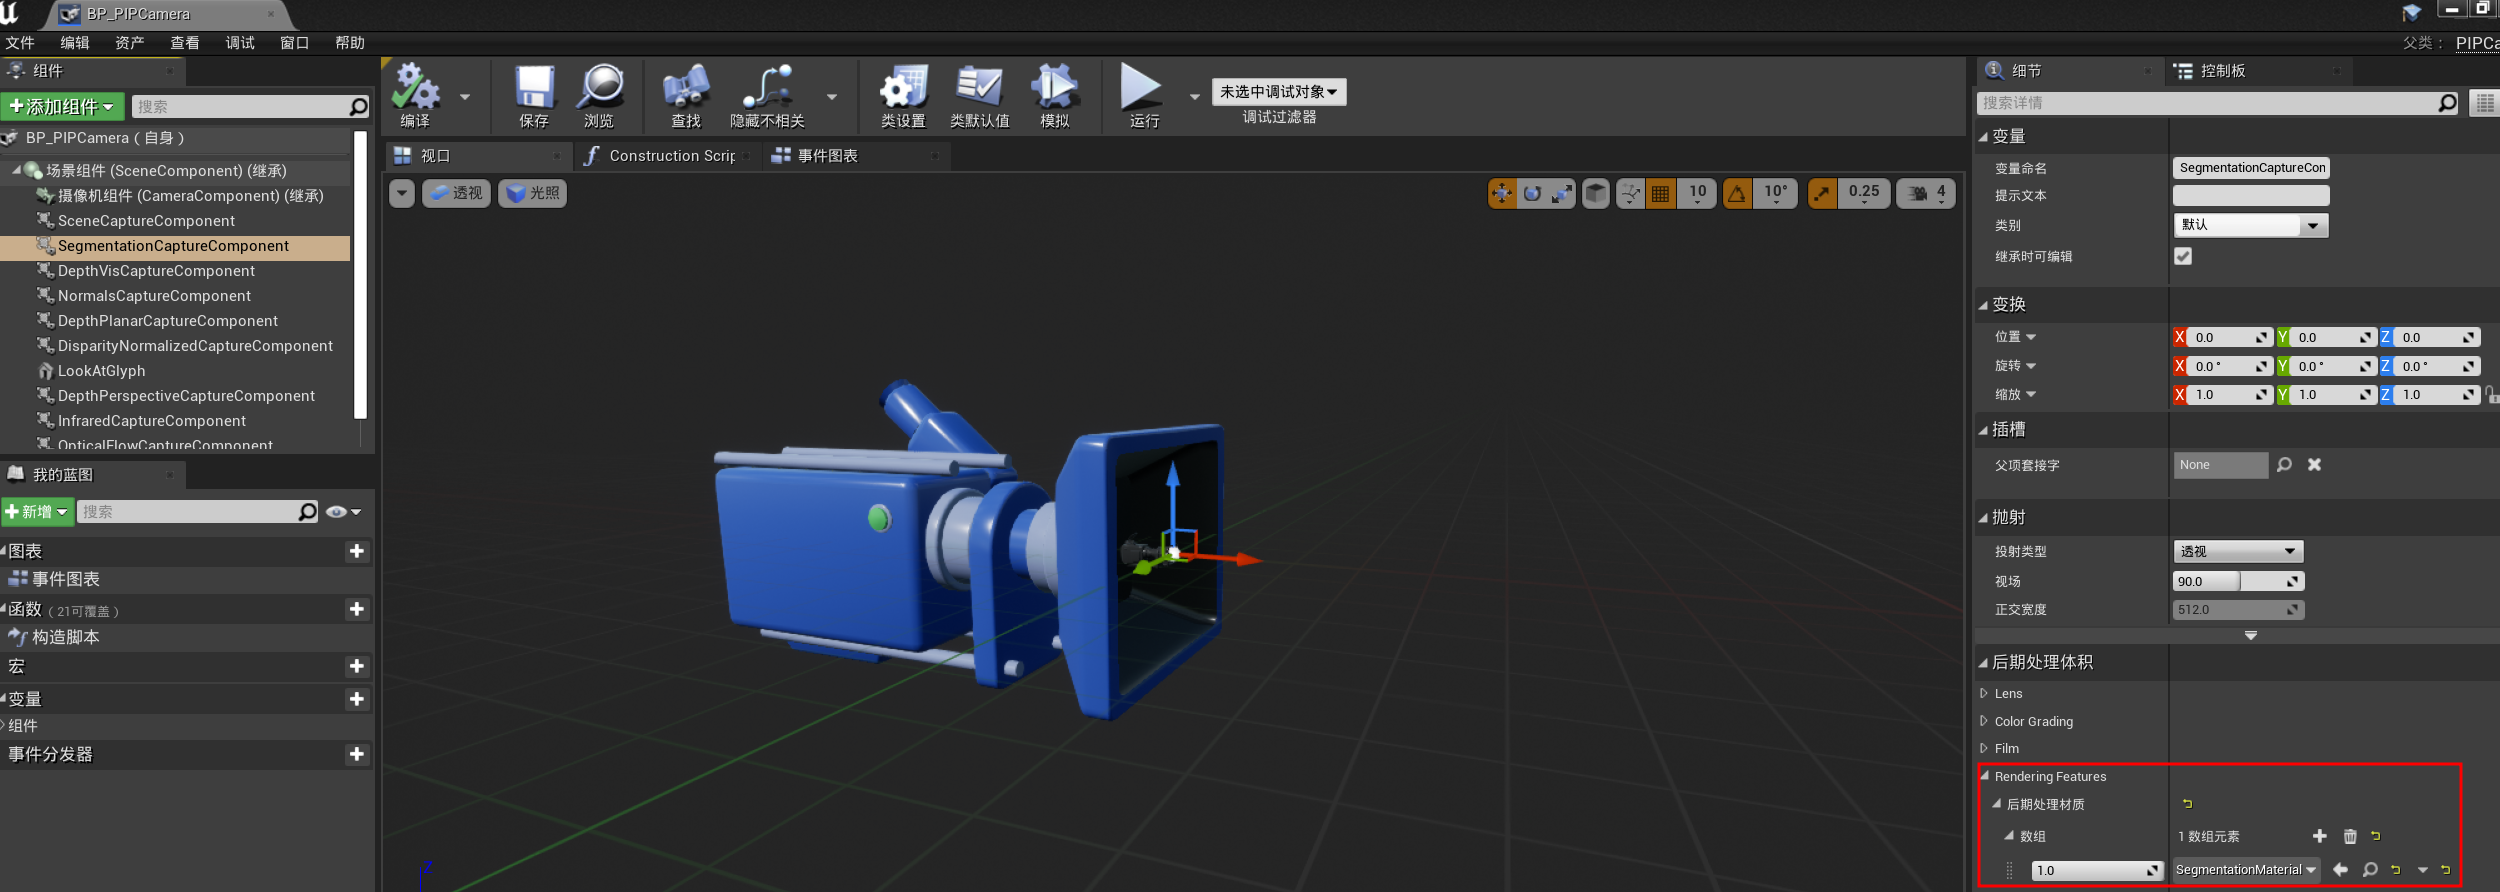 BP_PIPCamera
文件 编辑 资产 查看 调试 窗口 帮助
父类： PIPCa
组件
添加组件 搜索
BP_PIPCamera（自身）
场景组件 (SceneComponent) (继承)
摄像机组件 (CameraComponent) (继承)
SceneCaptureComponent
SegmentationCaptureComponent
DepthVisCaptureComponent
NormalsCaptureComponent
DepthPlanarCaptureComponent
DisparityNormalizedCaptureComponent
LookAtGlyph
DepthPerspectiveCaptureComponent
InfraredCaptureComponent
OpticalFlowCaptureComponent
我的蓝图
新增 搜索
图表
事件图表
函数（21可覆盖）
构造脚本
宏
变量
组件
事件分发器
编译 保存 浏览 查找 隐藏不相关 类设置 类默认值 模拟 运行
未选中调试对象
调试过滤器
视口 Construction Scrip 事件图表
透视 光照
10 10° 0.25 4
Z
细节 控制板
搜索详情
变量
变量命名 SegmentationCaptureCon
提示文本
类别 默认
继承时可编辑
变换
位置 X 0.0 Y 0.0 Z 0.0
旋转 X 0.0° Y 0.0° Z 0.0°
缩放 X 1.0 Y 1.0 Z 1.0
插槽
父项套接字 None
抛射
投射类型 透视
视场 90.0
正交宽度 512.0
后期处理体积
Lens
Color Grading
Film
Rendering Features
后期处理材质
数组 1 数组元素
1.0 SegmentationMaterial